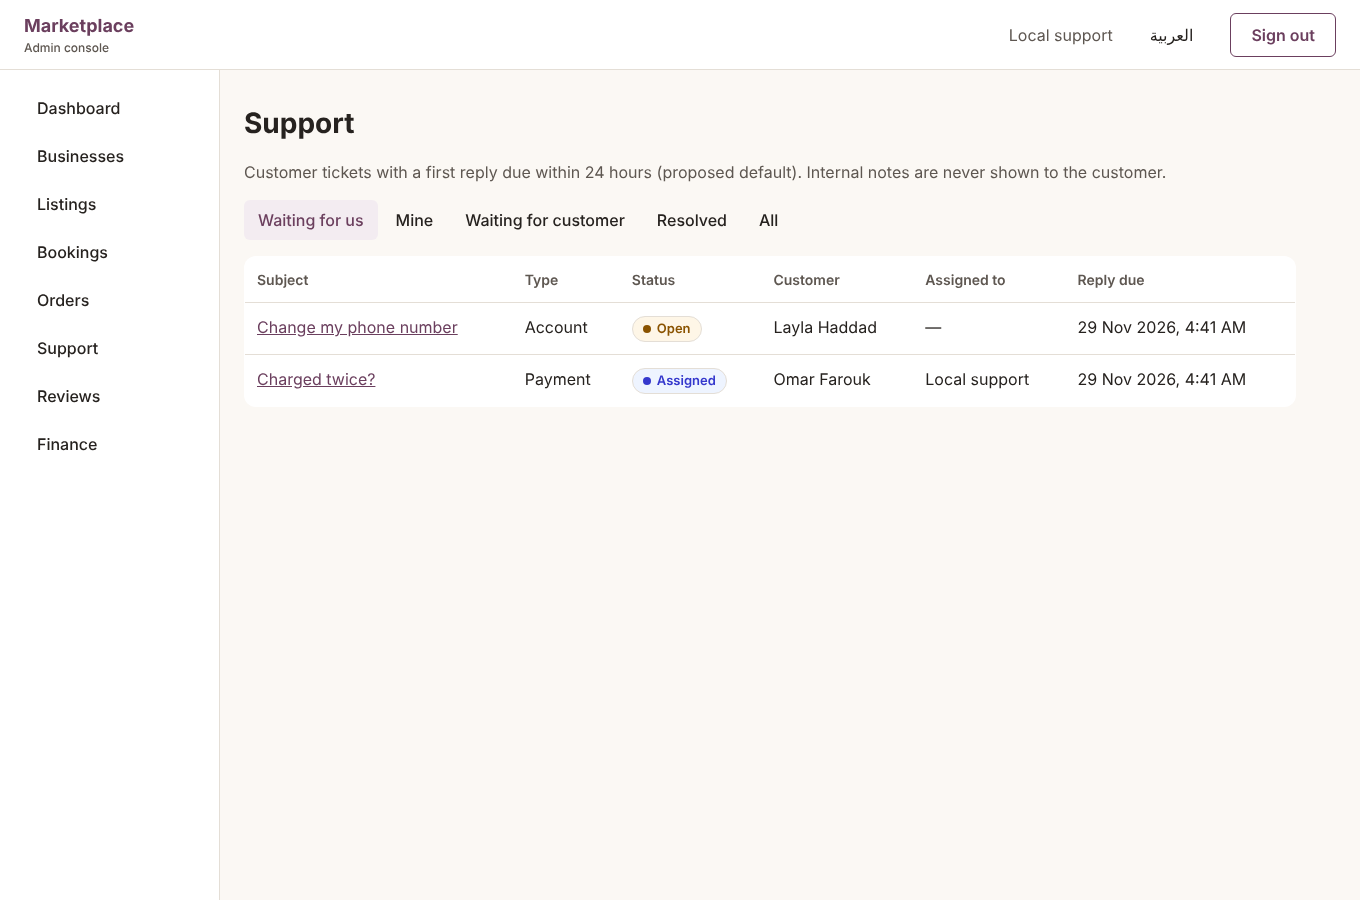 Marketplace
Admin console
Local support
العربية
Sign out
Dashboard
Businesses
Listings
Bookings
Orders
Support
Reviews
Finance
Support
Customer tickets with a first reply due within 24 hours (proposed default). Internal notes are never shown to the customer.
Waiting for us Mine Waiting for customer Resolved All
Subject Type Status Customer Assigned to Reply due
Change my phone number Account Open Layla Haddad — 29 Nov 2026, 4:41 AM
Charged twice? Payment Assigned Omar Farouk Local support 29 Nov 2026, 4:41 AM